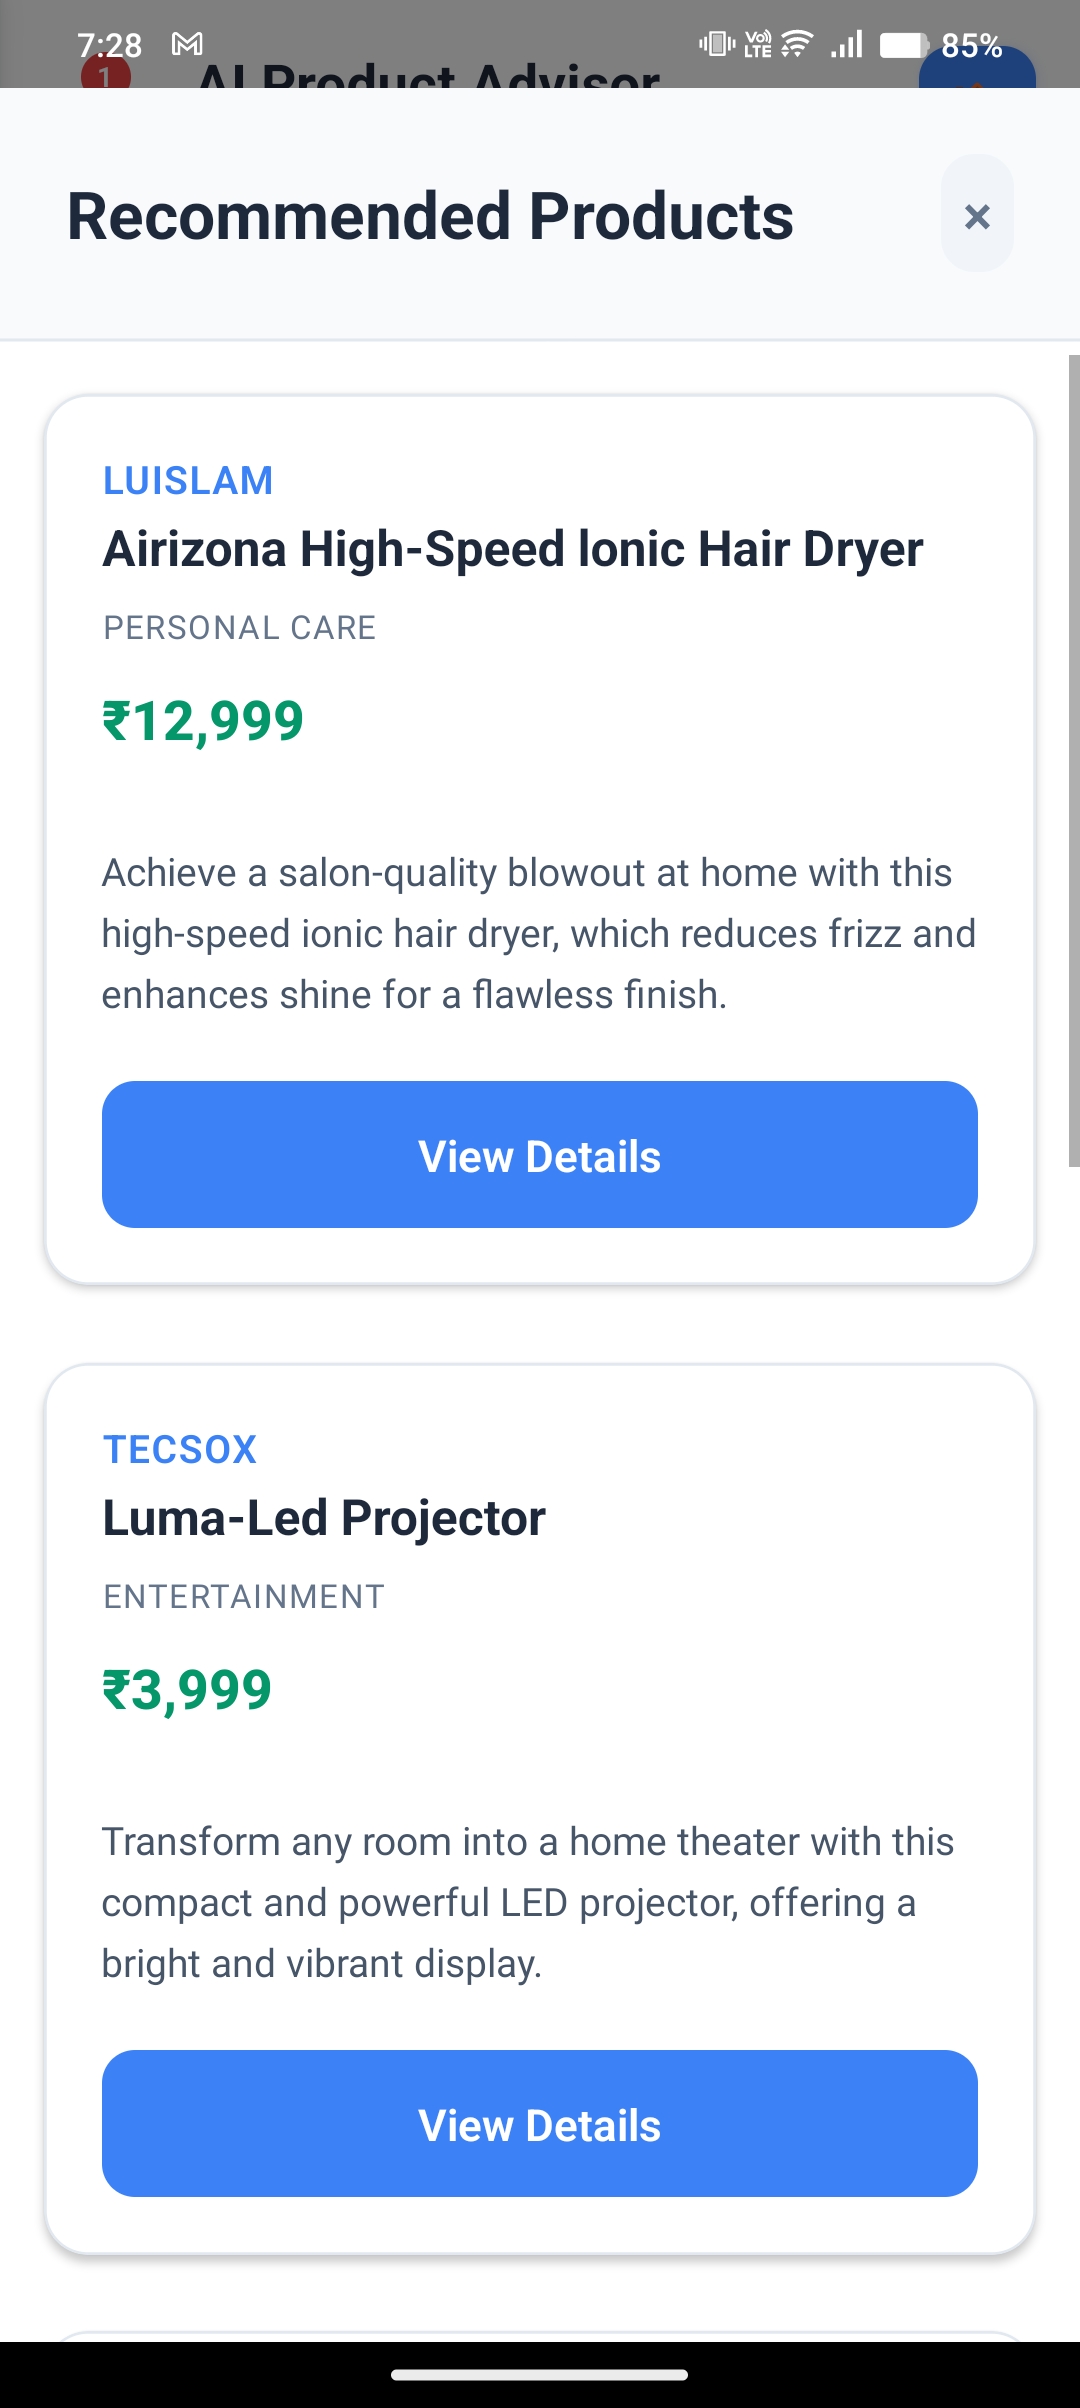 7:28
Vo)) LTE
85%
1
AI Product Advisor
Recommended Products
×
LUISLAM
Airizona High-Speed lonic Hair Dryer
PERSONAL CARE
₹12,999
Achieve a salon-quality blowout at home with this
high-speed ionic hair dryer, which reduces frizz and
enhances shine for a flawless finish.
View Details
TECSOX
Luma-Led Projector
ENTERTAINMENT
₹3,999
Transform any room into a home theater with this
compact and powerful LED projector, offering a
bright and vibrant display.
View Details